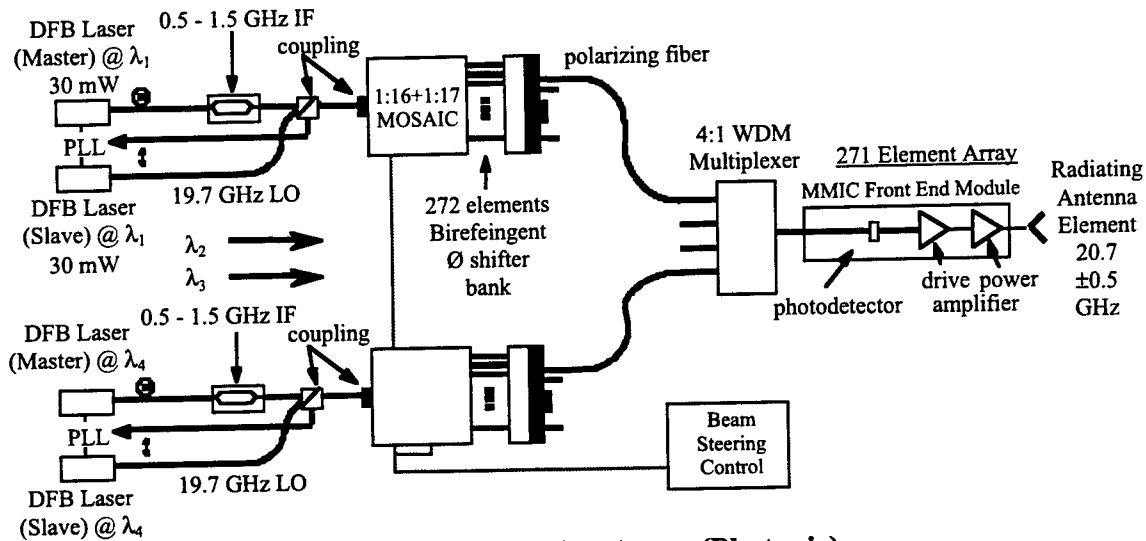 DFB Laser
(Master) @ λ1
30 mW
0.5 - 1.5 GHz IF
coupling
PLL
19.7 GHz LO
DFB Laser
(Slave) @ λ1
30 mW
1:16+1:17
MOSAIC
polarizing fiber
272 elements
Birefeingent
Ø shifter
bank
λ2
λ3
4:1 WDM
Multiplexer
271 Element Array
MMIC Front End Module
photodetector
drive power
amplifier
Radiating
Antenna
Element
20.7
±0.5
GHz
0.5 - 1.5 GHz IF
DFB Laser
(Master) @ λ4
coupling
PLL
19.7 GHz LO
DFB Laser
(Slave) @ λ4
Beam
Steering
Control